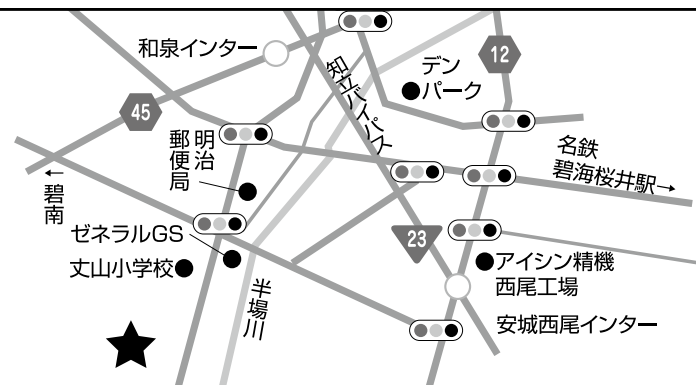 和泉インター
知立バイパス
デン
パーク
12
45
明治
郵便局
名鉄
碧海桜井駅→
←碧南
ゼネラルGS
23
丈山小学校
アイシン精機
西尾工場
半場川
安城西尾インター